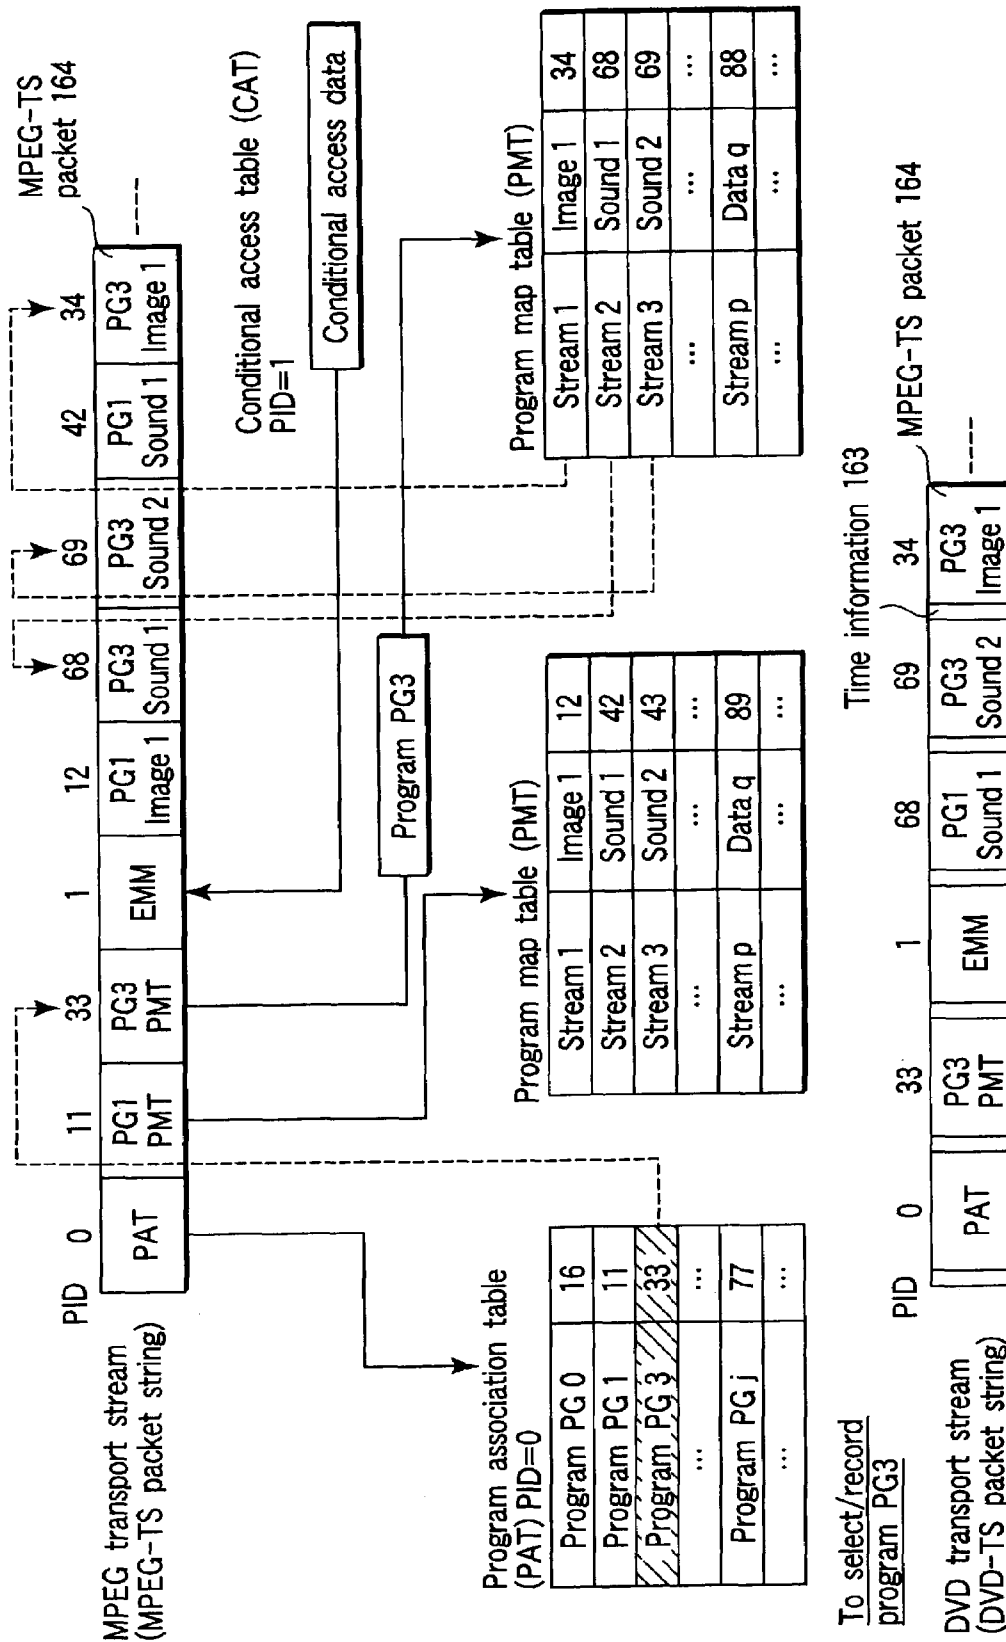 MPEG transport stream
(MPEG-TS packet string)
PID 0 11 33 1 12 68 69 42 34
MPEG-TS
packet 164
PAT
PG1
PMT
PG3
PMT
EMM
PG1
Image 1
PG3
Sound 1
PG3
Sound 2
PG1
Sound 1
PG3
Image 1
Conditional access table (CAT)
PID=1
Conditional access data
Program PG3
Program association table
(PAT) PID=0
Program PG 0 16
Program PG 1 11
Program PG 3 33
... ...
Program PG j 77
... ...
Program map table (PMT)
Stream 1 Image 1 12
Stream 2 Sound 1 42
Stream 3 Sound 2 43
... ... ...
Stream p Data q 89
... ... ...
Program map table (PMT)
Stream 1 Image 1 34
Stream 2 Sound 1 68
Stream 3 Sound 2 69
... ... ...
Stream p Data q 88
... ... ...
To select/record
program PG3
Time information 163
MPEG-TS packet 164
DVD transport stream
(DVD-TS packet string)
PID 0 33 1 68 69 34
PAT
PG3
PMT
EMM
PG1
Sound 1
PG3
Sound 2
PG3
Image 1